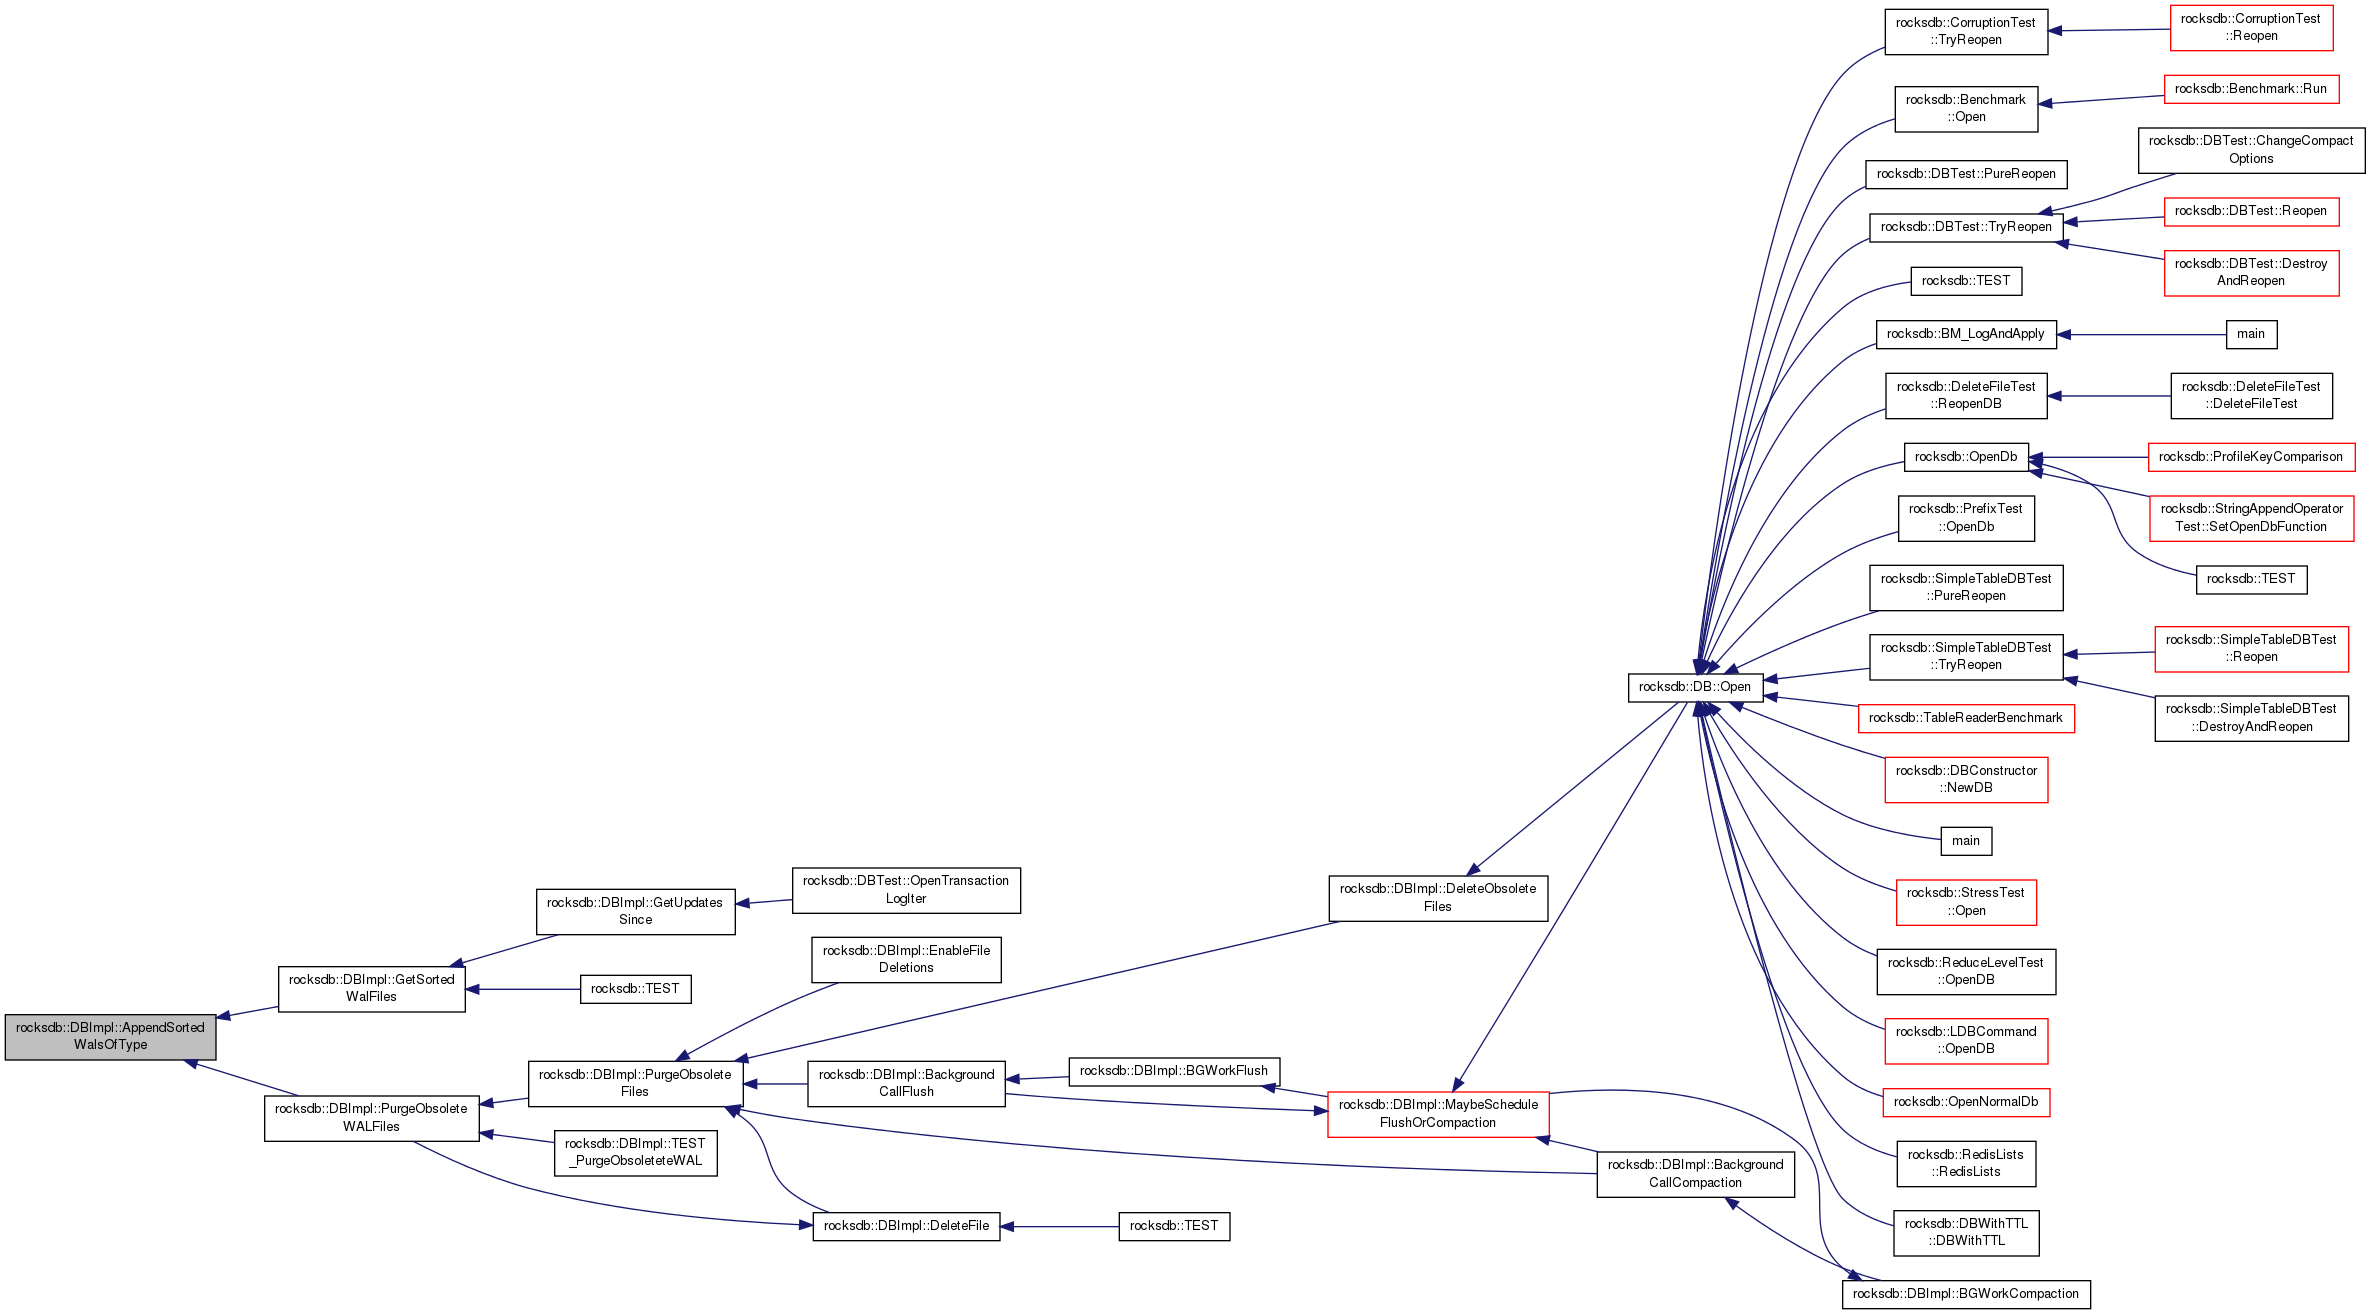 rocksdb::CorruptionTest
::TryReopen
rocksdb::CorruptionTest
::Reopen
rocksdb::Benchmark
::Open
rocksdb::Benchmark::Run
rocksdb::DBTest::PureReopen
rocksdb::DBTest::ChangeCompact
Options
rocksdb::DBTest::TryReopen
rocksdb::DBTest::Reopen
rocksdb::DBTest::Destroy
AndReopen
rocksdb::TEST
rocksdb::BM_LogAndApply
main
rocksdb::DeleteFileTest
::ReopenDB
rocksdb::DeleteFileTest
::DeleteFileTest
rocksdb::OpenDb
rocksdb::ProfileKeyComparison
rocksdb::StringAppendOperator
Test::SetOpenDbFunction
rocksdb::PrefixTest
::OpenDb
rocksdb::TEST
rocksdb::SimpleTableDBTest
::PureReopen
rocksdb::SimpleTableDBTest
::TryReopen
rocksdb::SimpleTableDBTest
::Reopen
rocksdb::DB::Open
rocksdb::TableReaderBenchmark
rocksdb::SimpleTableDBTest
::DestroyAndReopen
rocksdb::DBConstructor
::NewDB
main
rocksdb::DBTest::OpenTransaction
LogIter
rocksdb::DBImpl::DeleteObsolete
Files
rocksdb::StressTest
::Open
rocksdb::DBImpl::GetUpdates
Since
rocksdb::DBImpl::EnableFile
Deletions
rocksdb::ReduceLevelTest
::OpenDB
rocksdb::DBImpl::GetSorted
WalFiles
rocksdb::TEST
rocksdb::DBImpl::AppendSorted
WalsOfType
rocksdb::LDBCommand
::OpenDB
rocksdb::DBImpl::PurgeObsolete
Files
rocksdb::DBImpl::Background
CallFlush
rocksdb::DBImpl::BGWorkFlush
rocksdb::DBImpl::MaybeSchedule
FlushOrCompaction
rocksdb::OpenNormalDb
rocksdb::DBImpl::PurgeObsolete
WALFiles
rocksdb::DBImpl::TEST
_PurgeObsoleteteWAL
rocksdb::DBImpl::Background
CallCompaction
rocksdb::RedisLists
::RedisLists
rocksdb::DBImpl::DeleteFile
rocksdb::TEST
rocksdb::DBWithTTL
::DBWithTTL
rocksdb::DBImpl::BGWorkCompaction